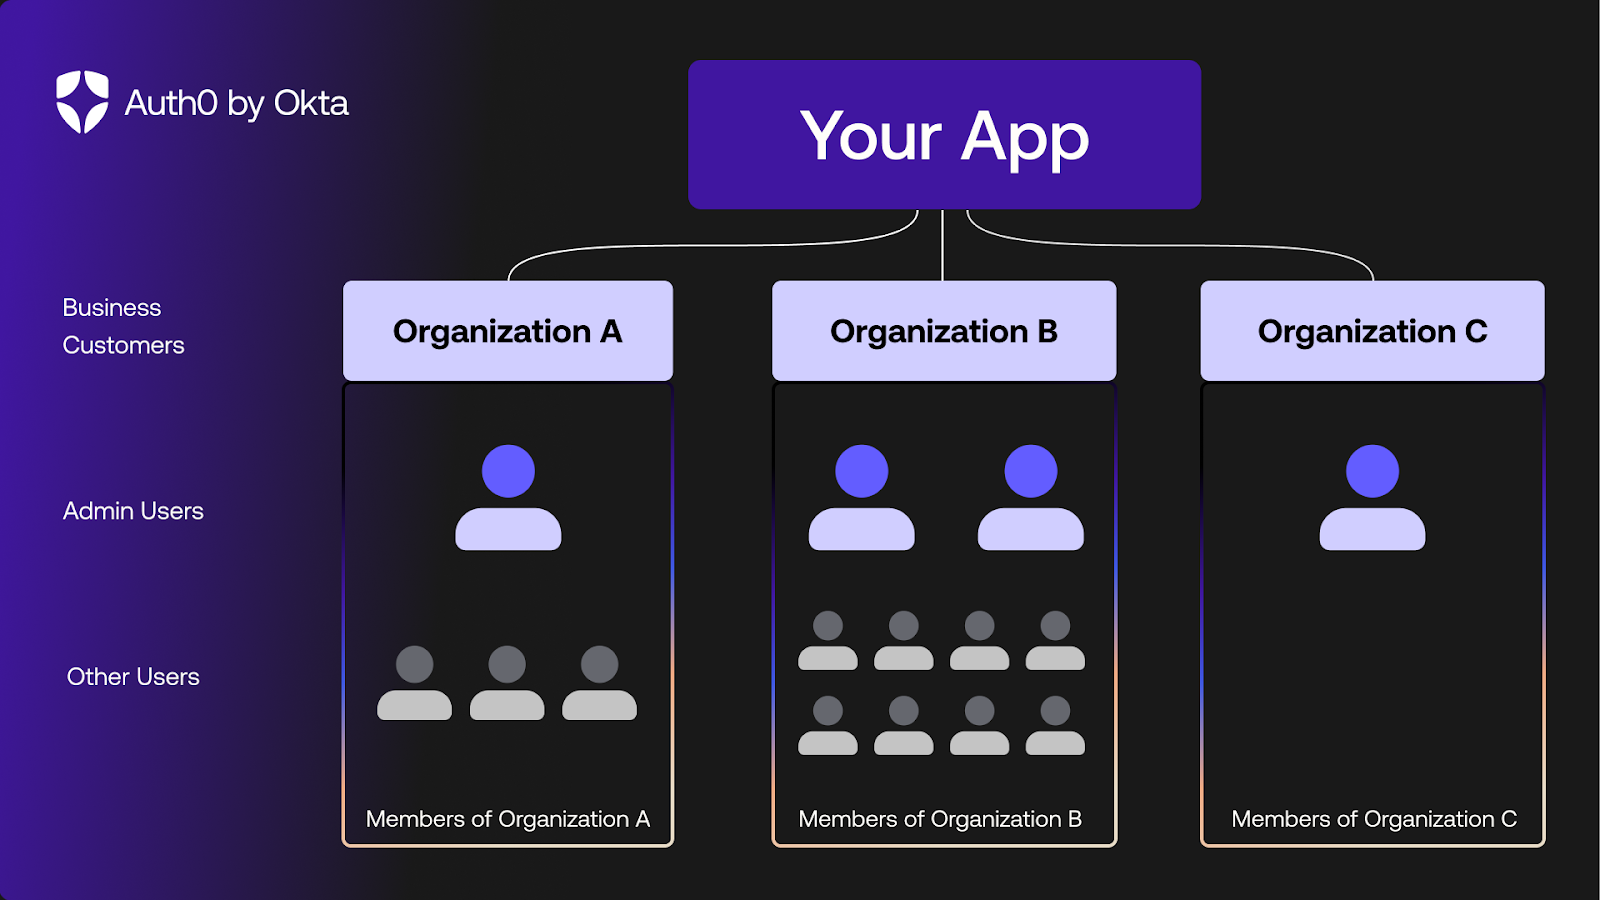 Auth0 by Okta
Your App
Business
Customers
Organization A
Organization B
Organization C
Admin Users
Other Users
Members of Organization A
Members of Organization B
Members of Organization C